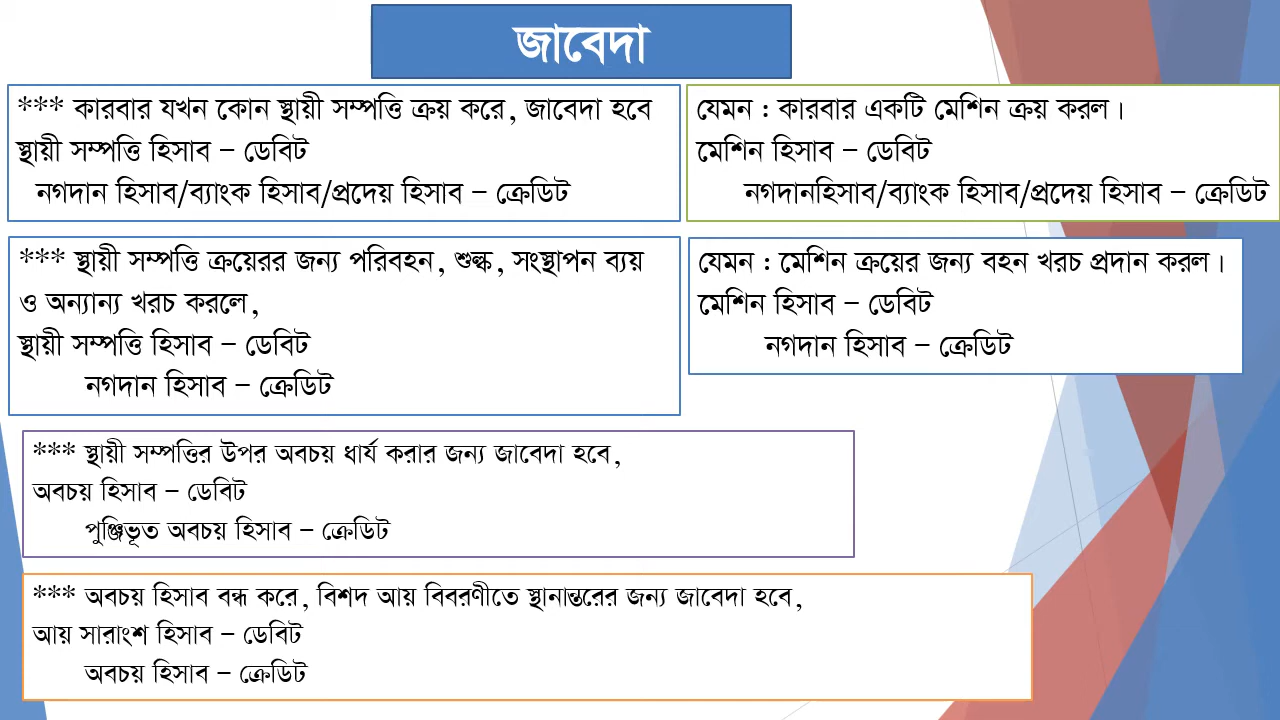 জাবেদা
*** কারবার যখন কোন স্থায়ী সম্পত্তি ক্রয় করে, জাবেদা হবে
স্থায়ী সম্পত্তি হিসাব – ডেবিট
নগদান হিসাব/ব্যাংক হিসাব/প্রদেয় হিসাব – ক্রেডিট
যেমন : কারবার একটি মেশিন ক্রয় করল।
মেশিন হিসাব – ডেবিট
নগদানহিসাব/ব্যাংক হিসাব/প্রদেয় হিসাব – ক্রেডিট
*** স্থায়ী সম্পত্তি ক্রয়েরর জন্য পরিবহন, শুল্ক, সংস্থাপন ব্যয়
ও অন্যান্য খরচ করলে,
স্থায়ী সম্পত্তি হিসাব – ডেবিট
নগদান হিসাব – ক্রেডিট
যেমন : মেশিন ক্রয়ের জন্য বহন খরচ প্রদান করল।
মেশিন হিসাব – ডেবিট
নগদান হিসাব – ক্রেডিট
*** স্থায়ী সম্পত্তির উপর অবচয় ধার্য করার জন্য জাবেদা হবে,
অবচয় হিসাব – ডেবিট
পুঞ্জিভূত অবচয় হিসাব – ক্রেডিট
*** অবচয় হিসাব বন্ধ করে, বিশদ আয় বিবরণীতে স্থানান্তরের জন্য জাবেদা হবে,
আয় সারাংশ হিসাব – ডেবিট
অবচয় হিসাব – ক্রেডিট